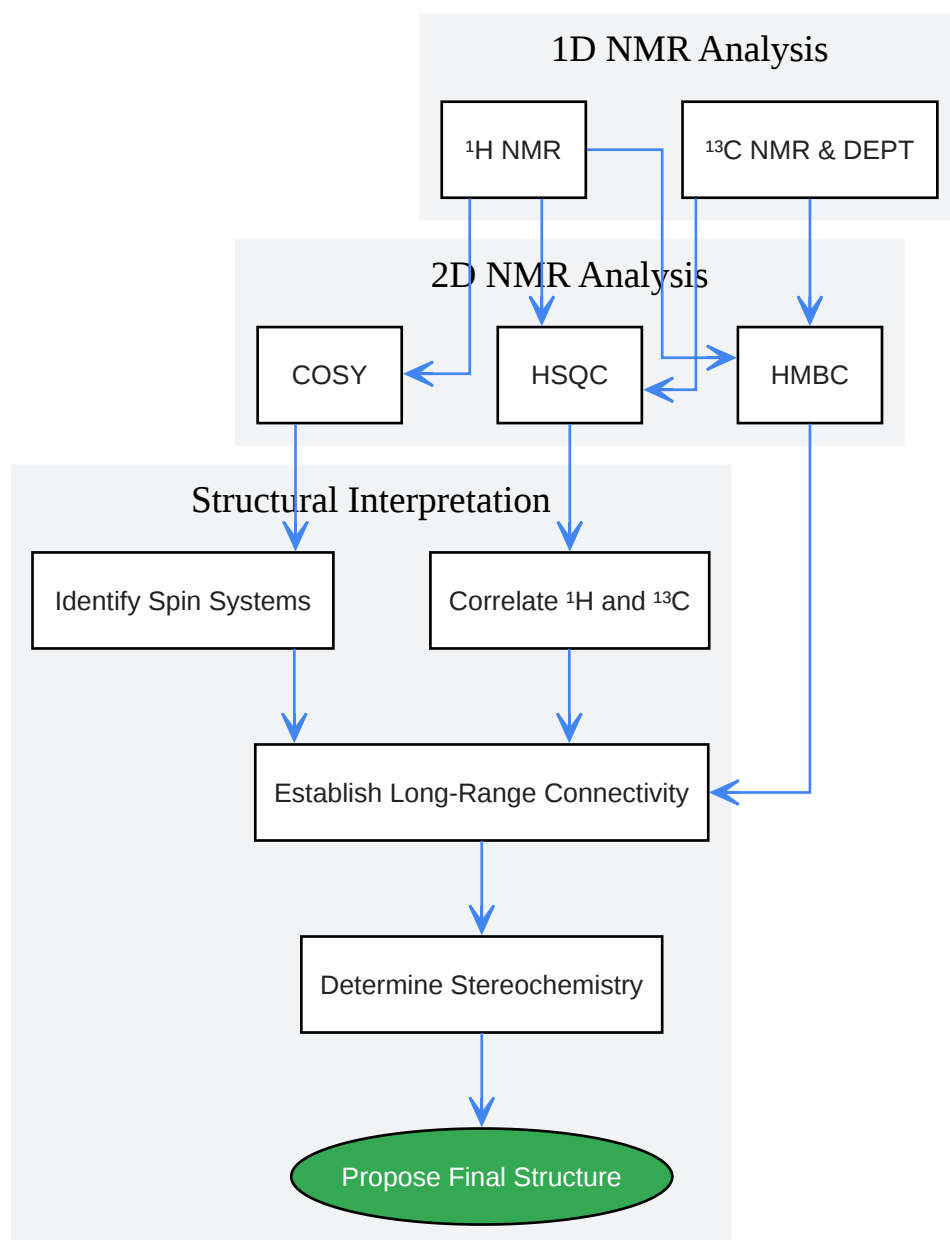 1D NMR Analysis
¹H NMR
¹³C NMR & DEPT
2D NMR Analysis
COSY
HSQC
HMBC
Structural Interpretation
Identify Spin Systems
Correlate ¹H and ¹³C
Establish Long-Range Connectivity
Determine Stereochemistry
Propose Final Structure